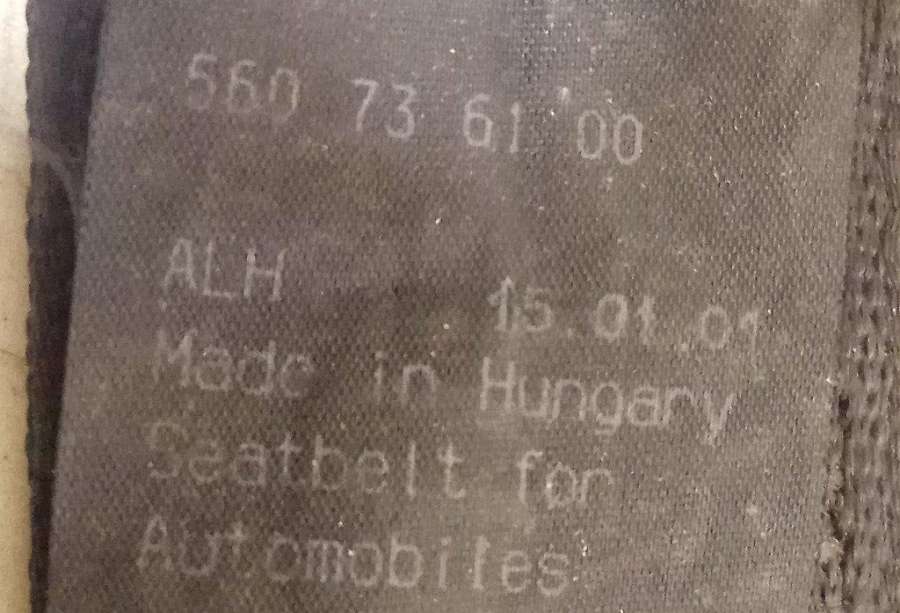 560 73 61 00
ALH 15.01.01
Made in Hungary
Seatbelt for
Automobiles